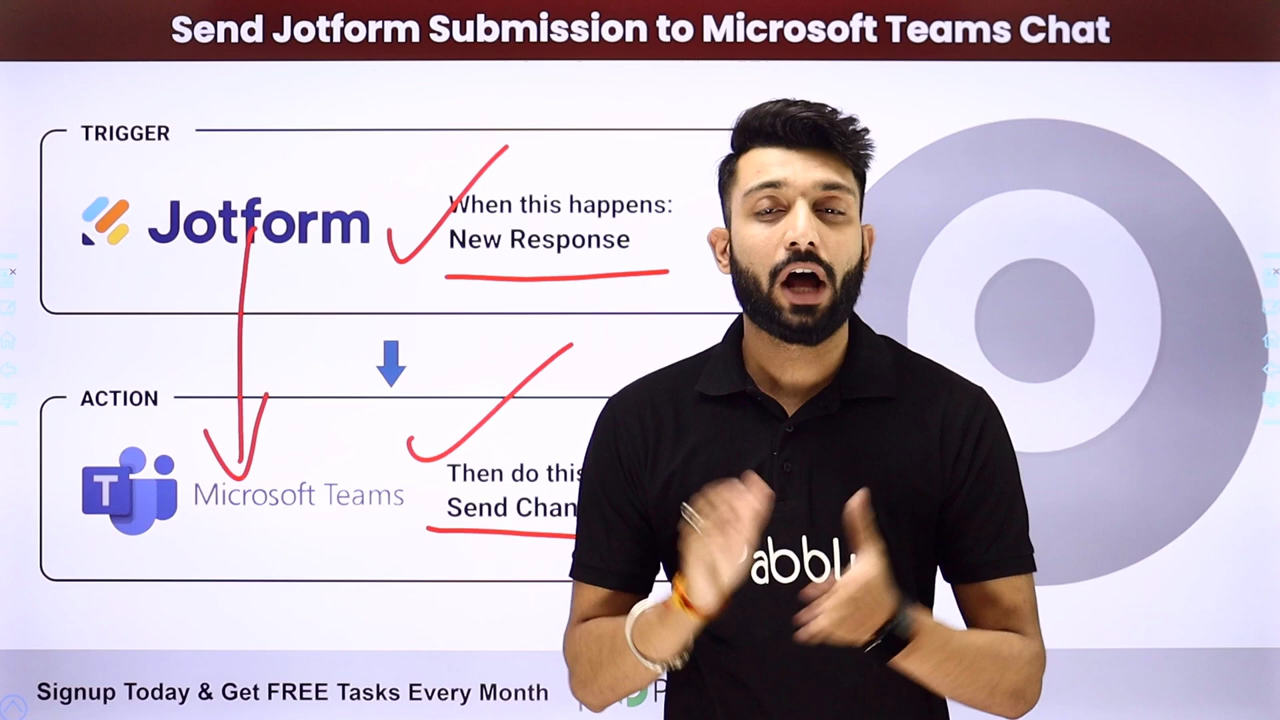 Send Jotform Submission to Microsoft Teams Chat
TRIGGER
Jotform
When this happens:
New Response
ACTION
T
Microsoft Teams
Then do this
Send Chan
abbl
Signup Today & Get FREE Tasks Every Month
P